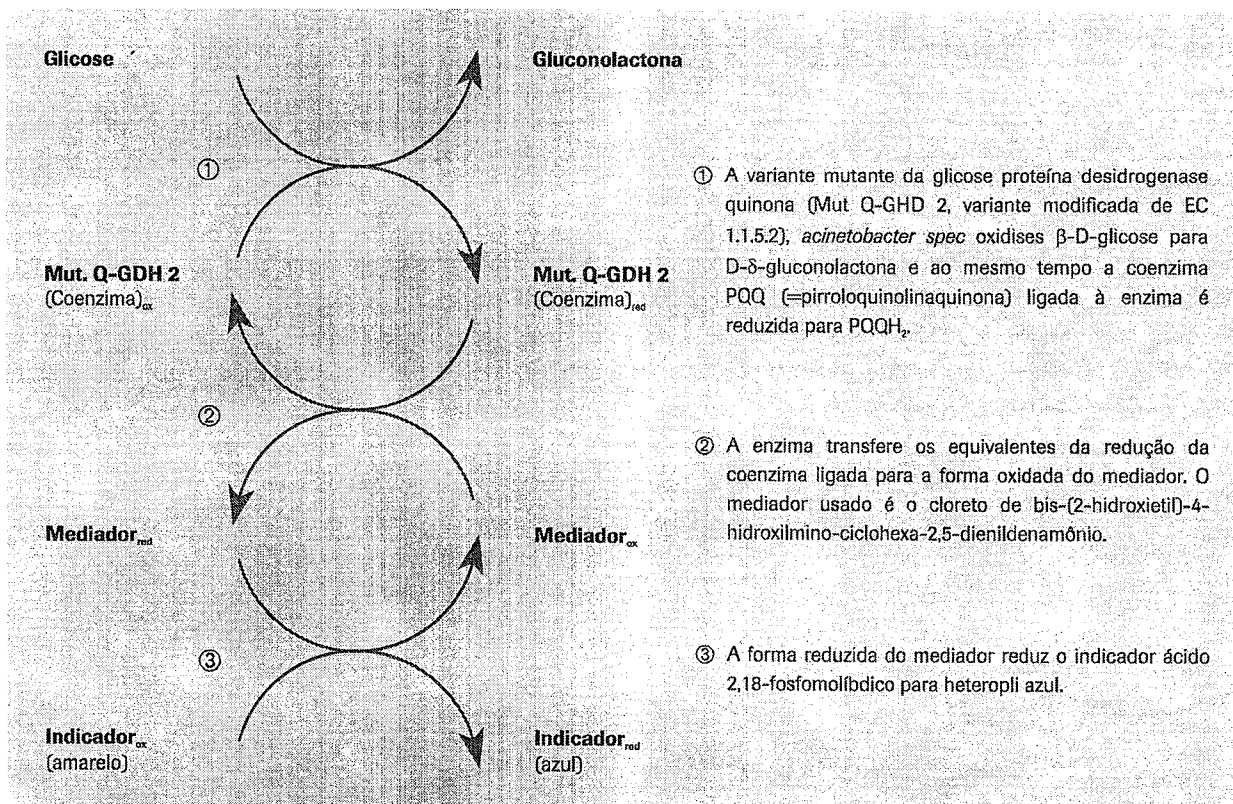 Glicose
Gluconolactona
①
① A variante mutante da glicose proteína desidrogenase
quinona (Mut Q-GHD 2, variante modificada de EC
1.1.5.2), acinetobacter spec oxidises β-D-glicose para
D-δ-gluconolactona e ao mesmo tempo a coenzima
PQQ (=pirroloquinolinaquinona) ligada à enzima é
reduzida para PQQH₂.
Mut. Q-GDH 2
(Coenzima)ox
Mut. Q-GDH 2
(Coenzima)red
②
② A enzima transfere os equivalentes da redução da
coenzima ligada para a forma oxidada do mediador. O
mediador usado é o cloreto de bis-(2-hidroxietil)-4-
hidroxilmino-ciclohexa-2,5-dienildenamônio.
Mediadorred
Mediadorox
③
③ A forma reduzida do mediador reduz o indicador ácido
2,18-fosfomolíbdico para heteropli azul.
Indicadorox
(amarelo)
Indicadorred
(azul)